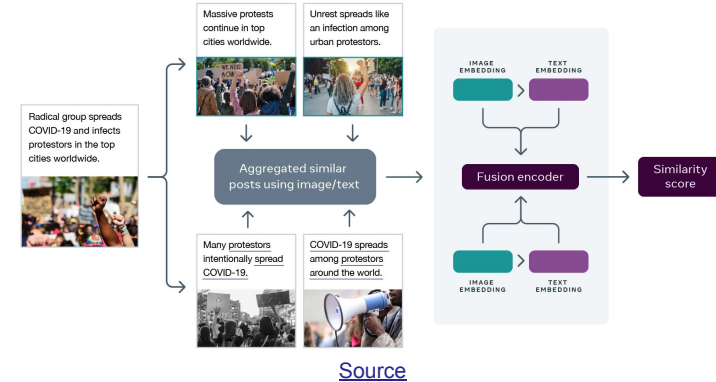 Massive protests
continue in top
cities worldwide.
Unrest spreads like
an infection among
urban protestors.
Radical group spreads
COVID-19 and infects
protestors in the top
cities worldwide.
Aggregated similar
posts using image/text
Many protestors
intentionally spread
COVID-19.
COVID-19 spreads
among protestors
around the world.
IMAGE
EMBEDDING
TEXT
EMBEDDING
Fusion encoder
IMAGE
EMBEDDING
TEXT
EMBEDDING
Similarity
score
Source